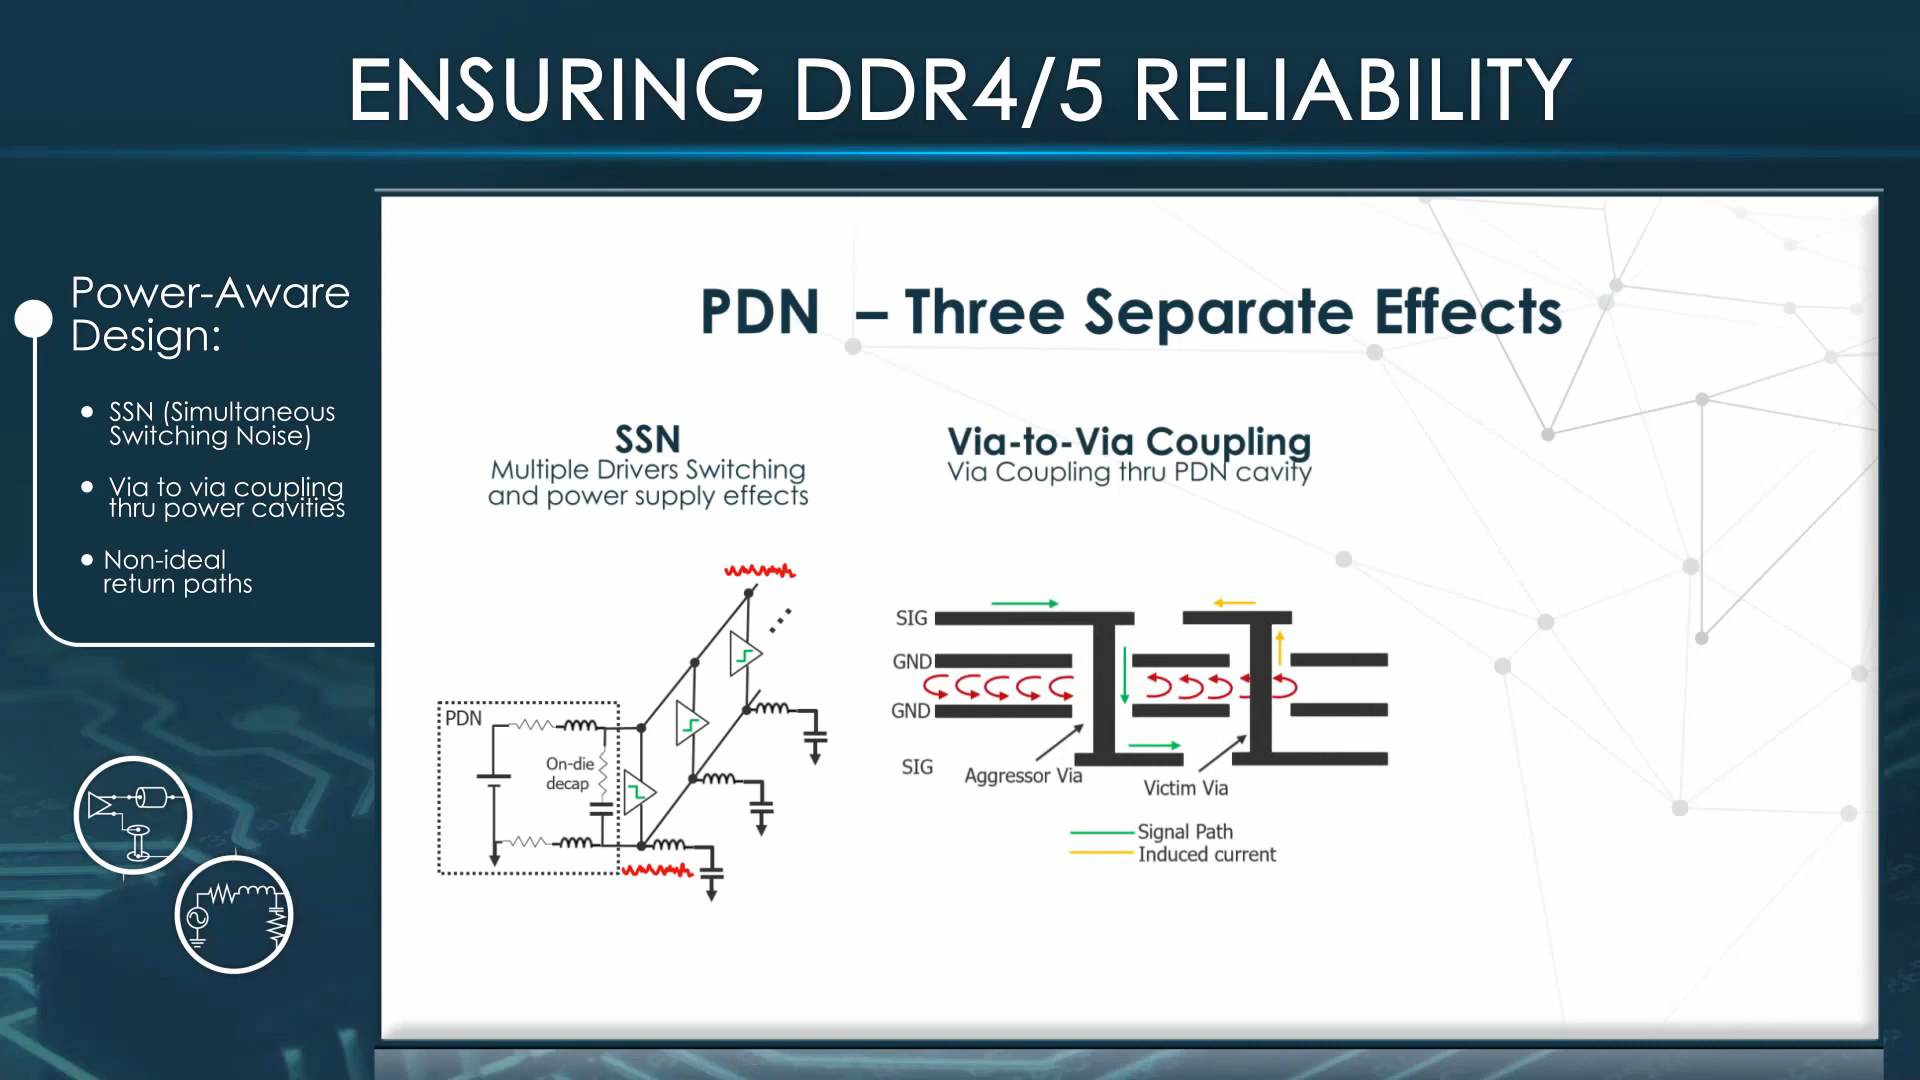 ENSURING DDR4/5 RELIABILITY
Power-Aware
Design:
• SSN (Simultaneous
Switching Noise)
• Via to via coupling
thru power cavities
• Non-ideal
return paths
PDN – Three Separate Effects
SSN
Multiple Drivers Switching
and power supply effects
PDN
On-die
decap
Via-to-Via Coupling
Via Coupling thru PDN cavity
SIG
GND
GND
SIG
Aggressor Via
Victim Via
Signal Path
Induced current